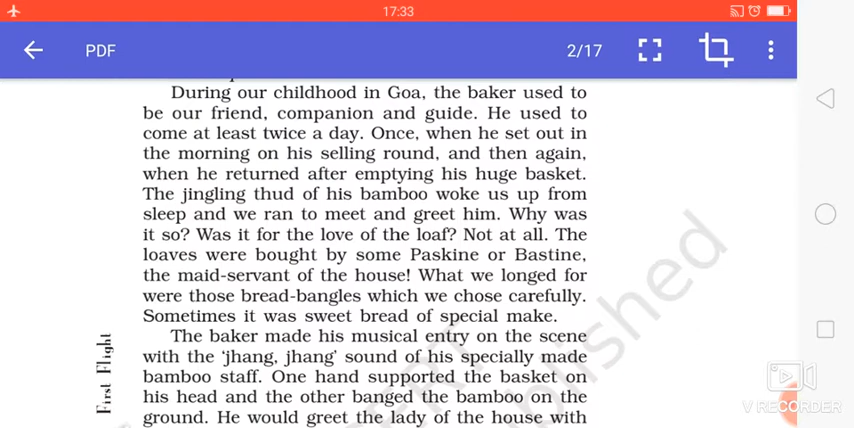 17:33
PDF
2/17
During our childhood in Goa, the baker used to
be our friend, companion and guide. He used to
come at least twice a day. Once, when he set out in
the morning on his selling round, and then again,
when he returned after emptying his huge basket.
The jingling thud of his bamboo woke us up from
sleep and we ran to meet and greet him. Why was
it so? Was it for the love of the loaf? Not at all. The
loaves were bought by some Paskine or Bastine,
the maid-servant of the house! What we longed for
were those bread-bangles which we chose carefully.
Sometimes it was sweet bread of special make.
The baker made his musical entry on the scene
with the ‘jhang, jhang’ sound of his specially made
bamboo staff. One hand supported the basket on
his head and the other banged the bamboo on the
ground. He would greet the lady of the house with
First Flight
V RECORDER